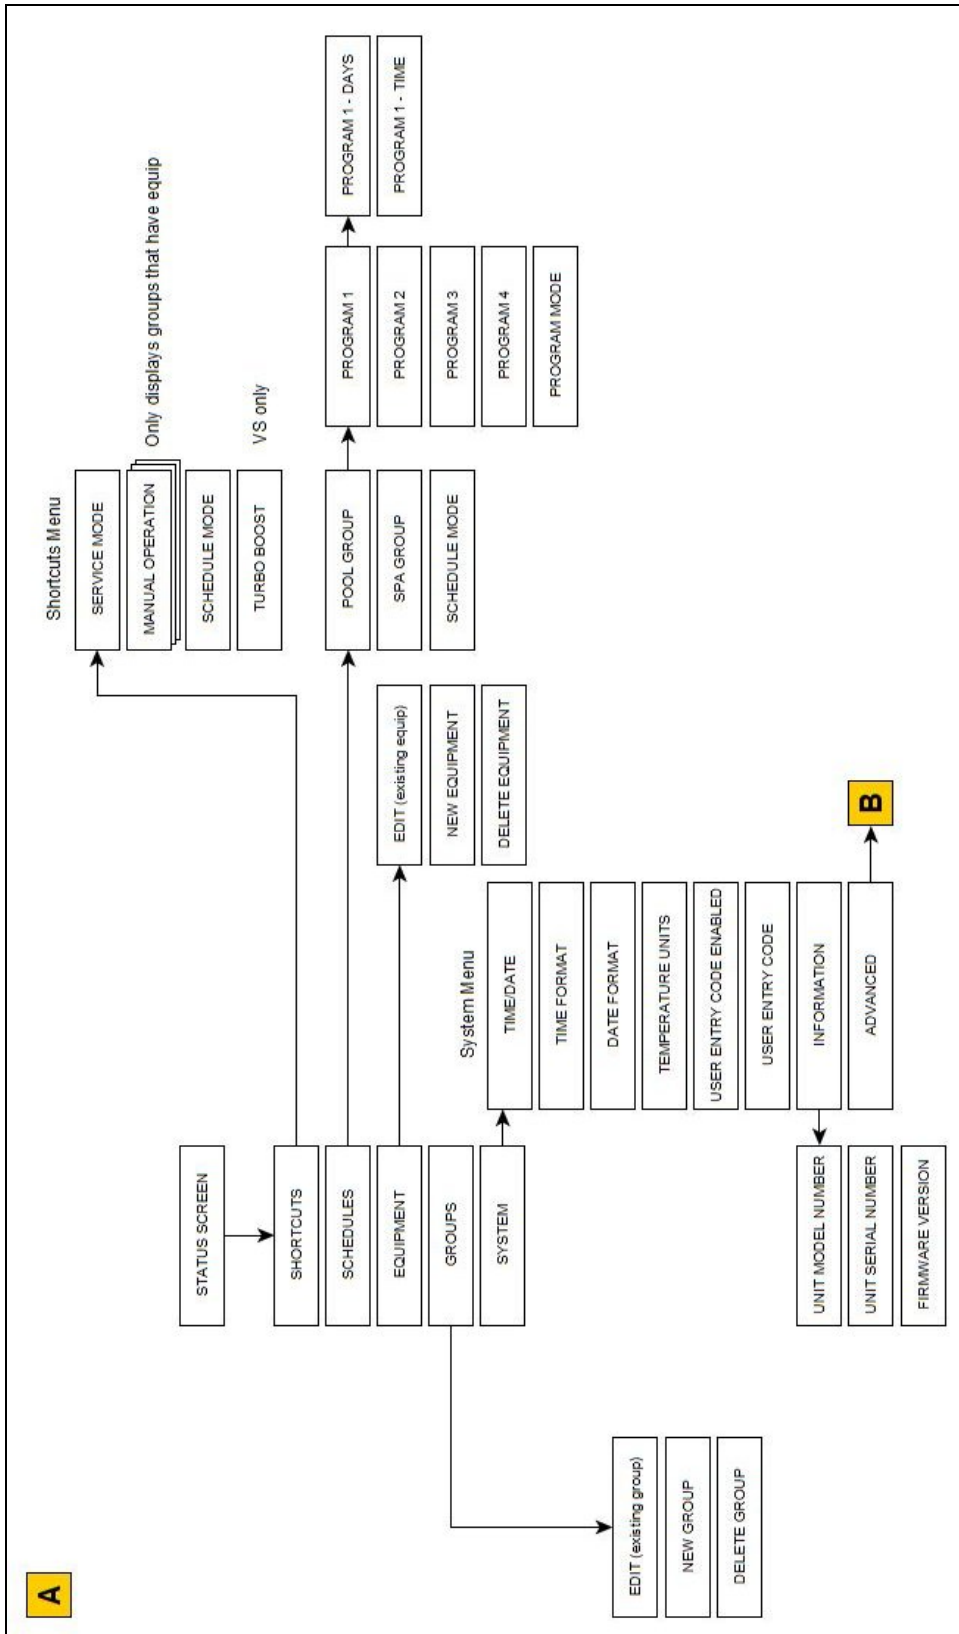 A
STATUS SCREEN
SHORTCUTS
SCHEDULES
EQUIPMENT
GROUPS
SYSTEM
EDIT (existing group)
NEW GROUP
DELETE GROUP
System Menu
TIME/DATE
TIME FORMAT
DATE FORMAT
TEMPERATURE UNITS
USER ENTRY CODE ENABLED
USER ENTRY CODE
INFORMATION
ADVANCED
UNIT MODEL NUMBER
UNIT SERIAL NUMBER
FIRMWARE VERSION
B
EDIT (existing equip)
NEW EQUIPMENT
DELETE EQUIPMENT
Shortcuts Menu
SERVICE MODE
MANUAL OPERATION
Only displays groups that have equip
SCHEDULE MODE
TURBO BOOST
VS only
POOL GROUP
SPA GROUP
SCHEDULE MODE
PROGRAM 1
PROGRAM 2
PROGRAM 3
PROGRAM 4
PROGRAM MODE
PROGRAM 1 - DAYS
PROGRAM 1 - TIME